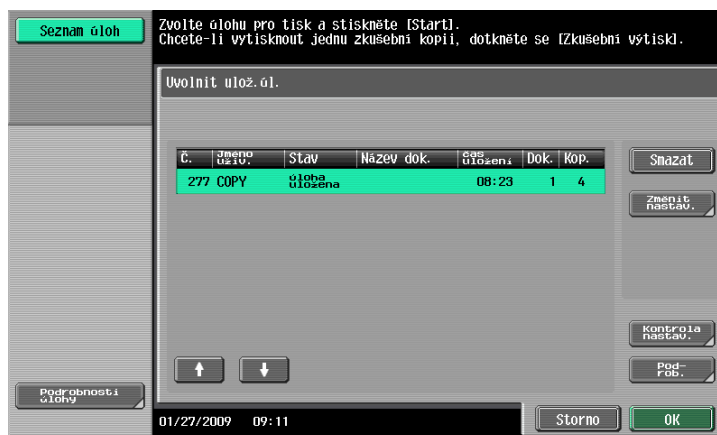 Seznam úloh
Zvolte úlohu pro tisk a stiskněte [Start].
Chcete-li vytisknout jednu zkušební kopii, dotkněte se [Zkušební výtisk].
Uvolnit ulož.úl.
Č. Jméno uživ. Stav Název dok. čas uložení Dok. Kop.
277 COPY úloha uložena 08:23 1 4
Smazat
Změnit
nastav.
Kontrola
nastav.
Pod-
rob.
Podrobnosti
úlohy
01/27/2009 09:11
Storno
OK